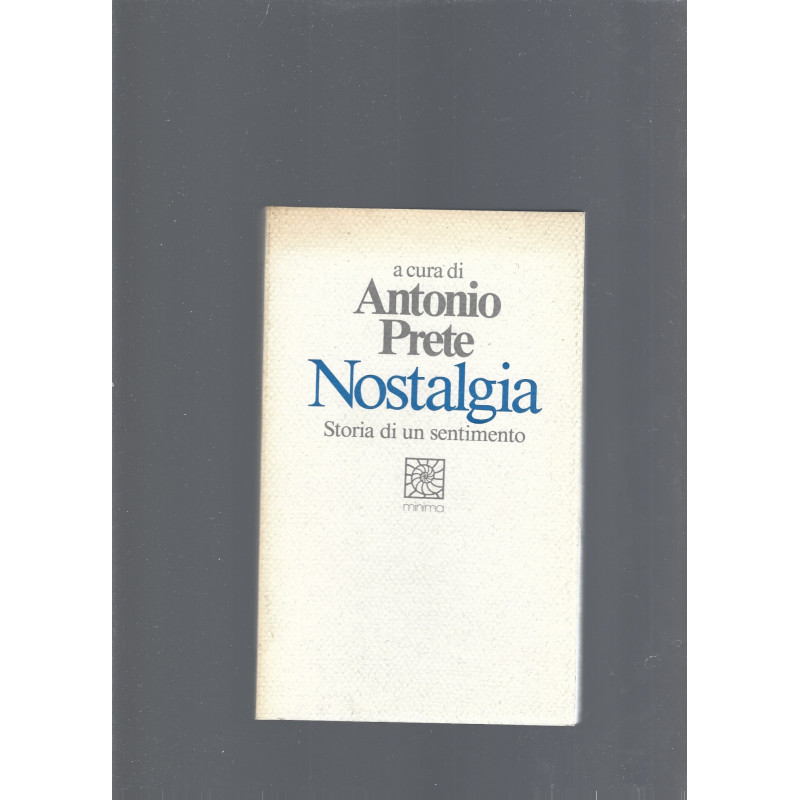 a cura di
Antonio
Prete
Nostalgia
Storia di un sentimento
minima